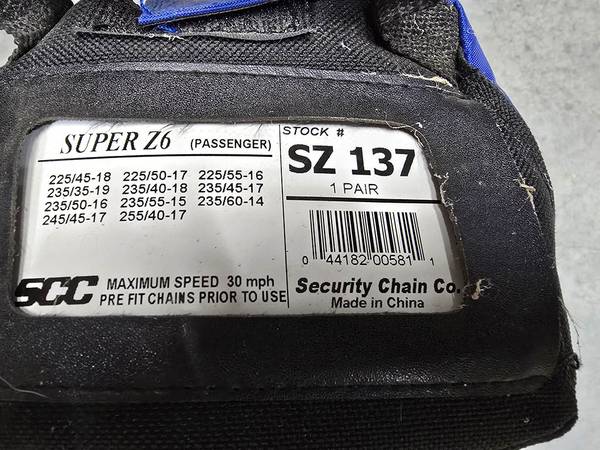 SUPER Z6 (PASSENGER)
225/45-18 225/50-17 225/55-16
235/35-19 235/40-18 235/45-17
235/50-16 235/55-15 235/60-14
245/45-17 255/40-17
SCC MAXIMUM SPEED 30 mph
PRE FIT CHAINS PRIOR TO USE
STOCK #
SZ 137
1 PAIR
0 44182 00581 1
Security Chain Co.
Made in China